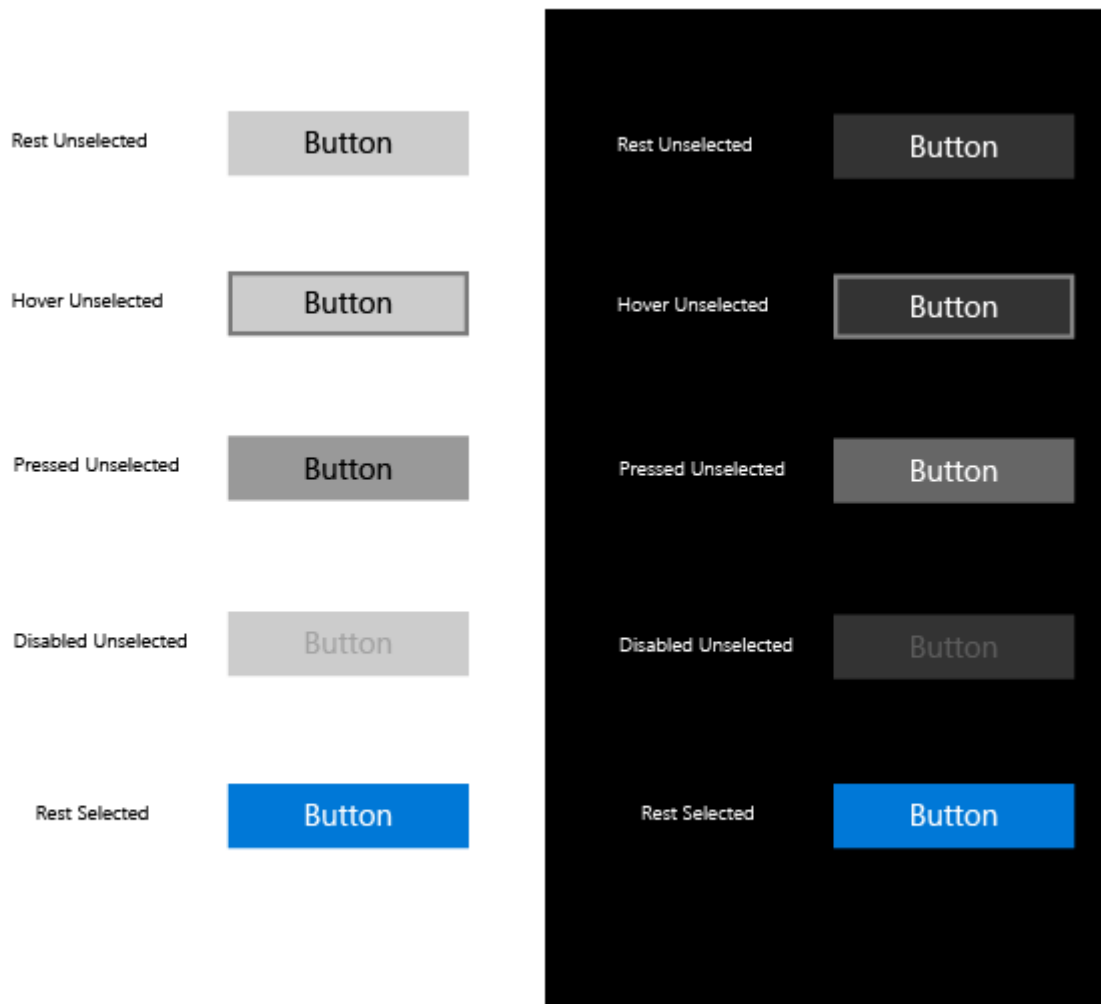 Rest Unselected
Button
Hover Unselected
Button
Pressed Unselected
Button
Disabled Unselected
Button
Rest Selected
Button
Rest Unselected
Button
Hover Unselected
Button
Pressed Unselected
Button
Disabled Unselected
Button
Rest Selected
Button